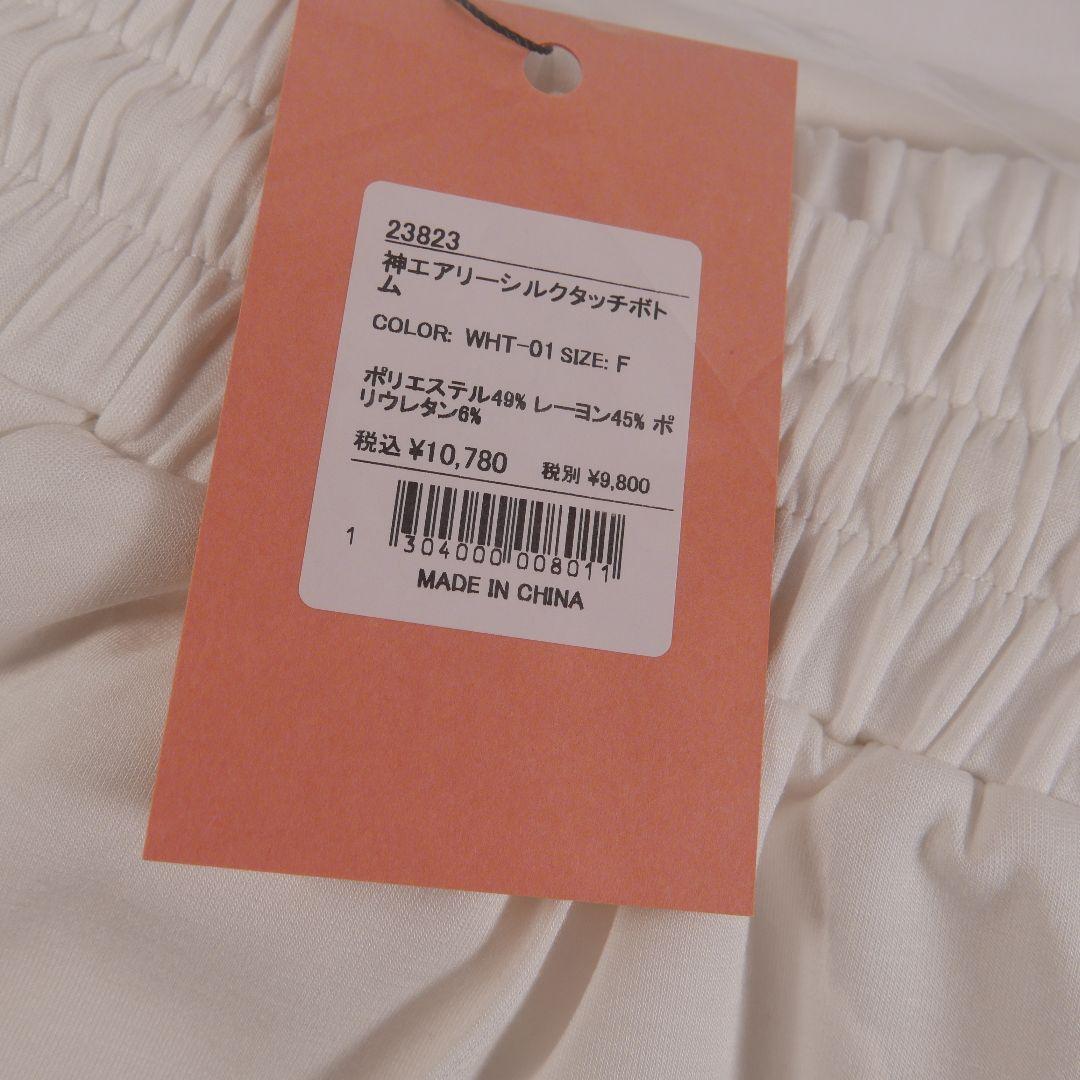 23823
神エアリーシルクタッチボト
ム
COLOR: WHT-01 SIZE: F
ポリエステル49% レーヨン45% ポ
リウレタン6%
税込 ¥10,780 税別 ¥9,800
1 304000 008011
MADE IN CHINA